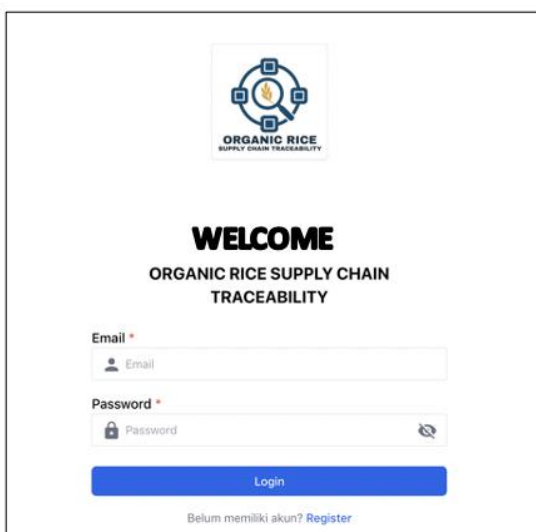 ORGANIC RICE
SUPPLY CHAIN TRACEABILITY
WELCOME
ORGANIC RICE SUPPLY CHAIN
TRACEABILITY
Email *
Email
Password *
Password
Login
Belum memiliki akun? Register